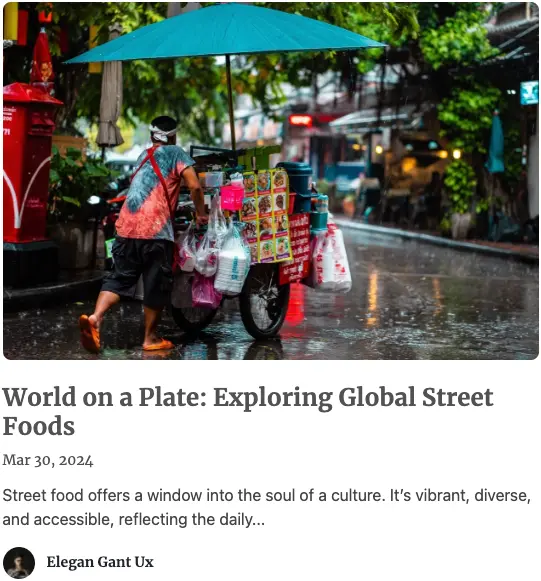 World on a Plate: Exploring Global Street
Foods
Mar 30, 2024
Street food offers a window into the soul of a culture. It’s vibrant, diverse,
and accessible, reflecting the daily...
Elegan Gant Ux